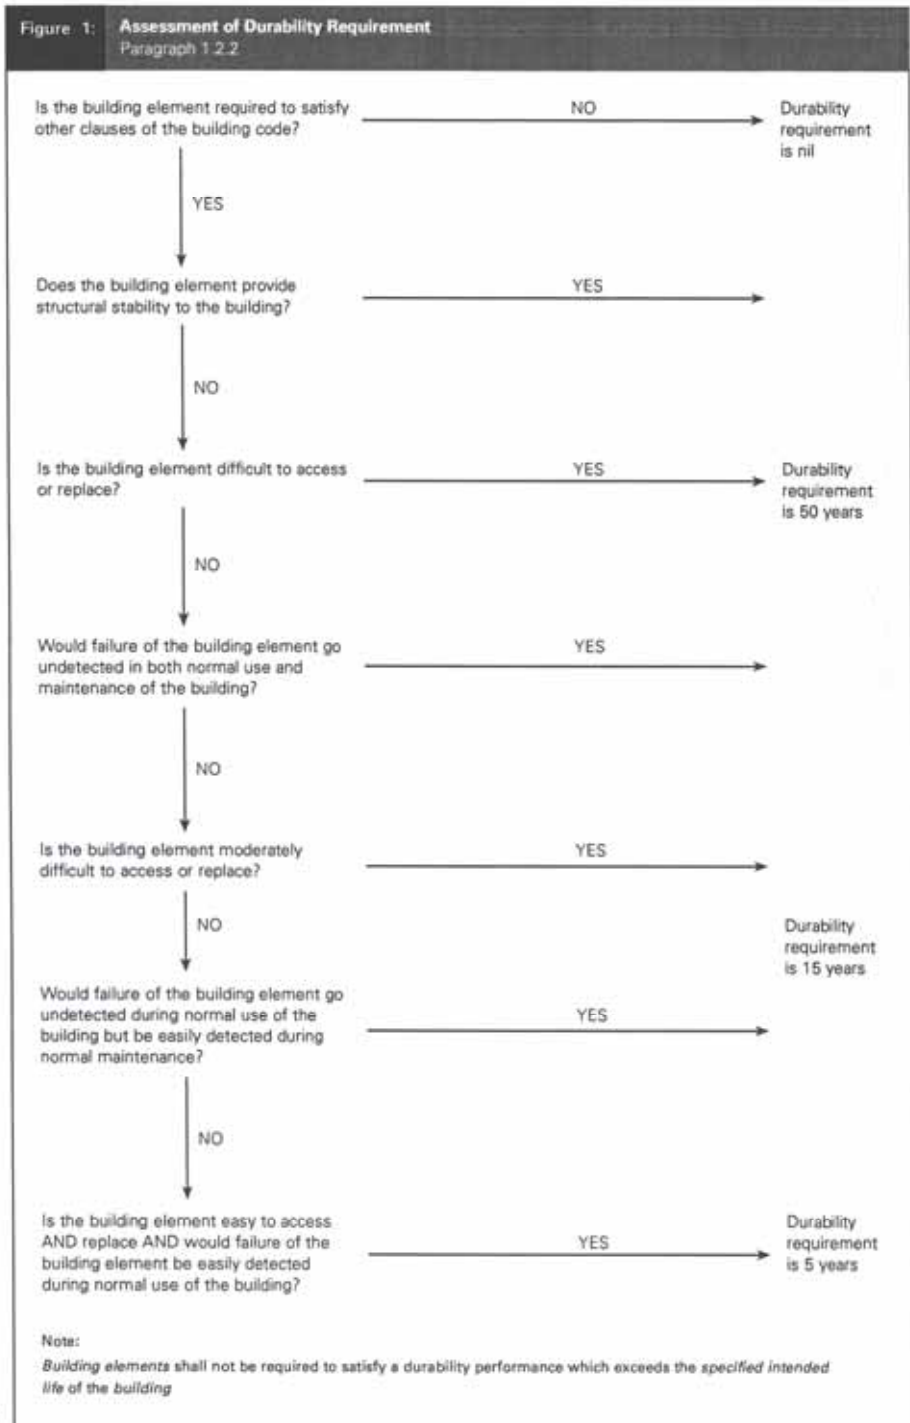 Figure 1: Assessment of Durability Requirement
Paragraph 1.2.2
Is the building element required to satisfy
other clauses of the building code?
NO
Durability
requirement
is nil
YES
Does the building element provide
structural stability to the building?
YES
NO
Is the building element difficult to access
or replace?
YES
Durability
requirement
is 50 years
NO
Would failure of the building element go
undetected in both normal use and
maintenance of the building?
YES
NO
Is the building element moderately
difficult to access or replace?
YES
NO
Durability
requirement
is 15 years
Would failure of the building element go
undetected during normal use of the
building but be easily detected during
normal maintenance?
YES
NO
Is the building element easy to access
AND replace AND would failure of the
building element be easily detected
during normal use of the building?
YES
Durability
requirement
is 5 years
Note:
Building elements shall not be required to satisfy a durability performance which exceeds the specified intended
life of the building